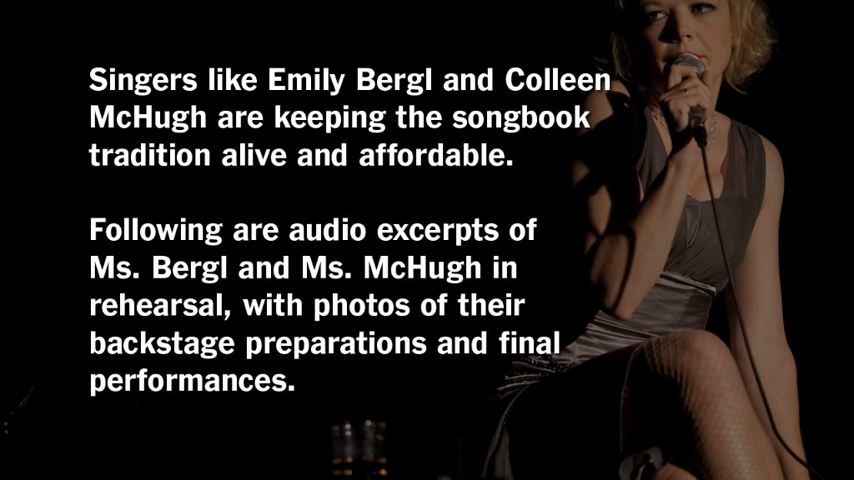 Singers like Emily Bergl and Colleen
McHugh are keeping the songbook
tradition alive and affordable.
Following are audio excerpts of
Ms. Bergl and Ms. McHugh in
rehearsal, with photos of their
backstage preparations and final
performances.